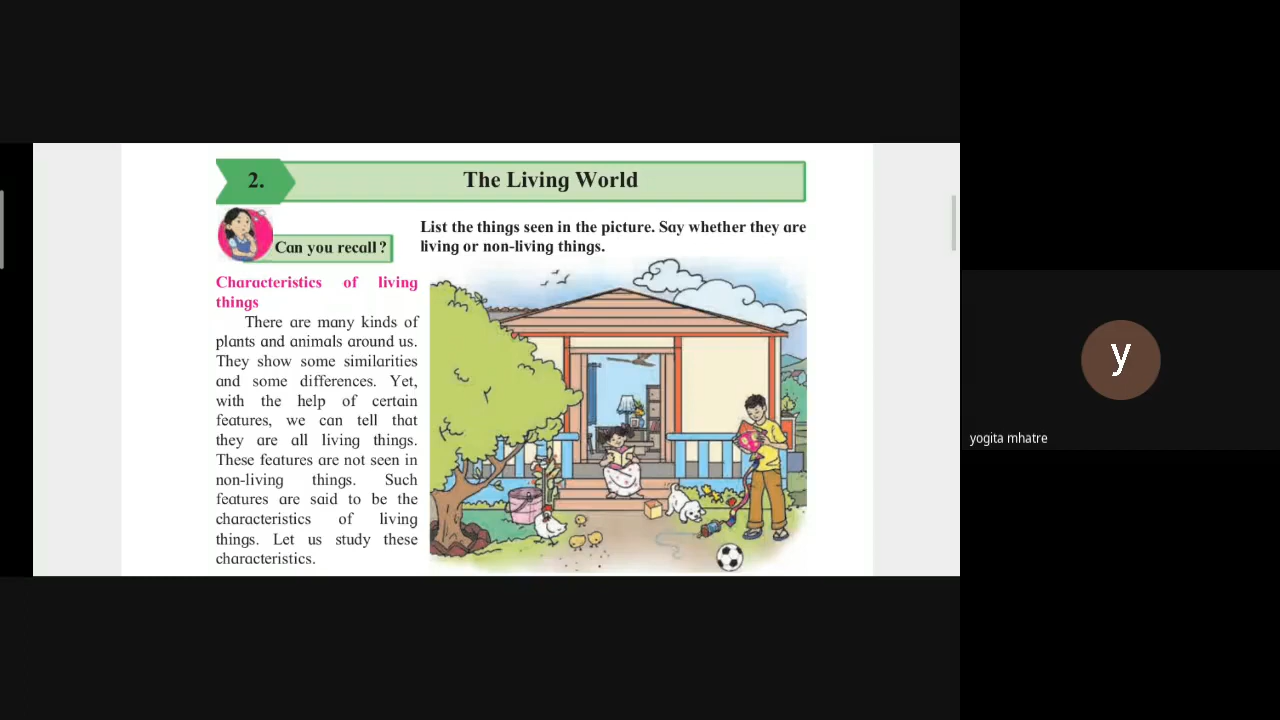 2.
The Living World
Can you recall?
List the things seen in the picture. Say whether they are
living or non-living things.
Characteristics of living
things
There are many kinds of
plants and animals around us.
They show some similarities
and some differences. Yet,
with the help of certain
features, we can tell that
they are all living things.
These features are not seen in
non-living things. Such
features are said to be the
characteristics of living
things. Let us study these
characteristics.
y
yogita mhatre